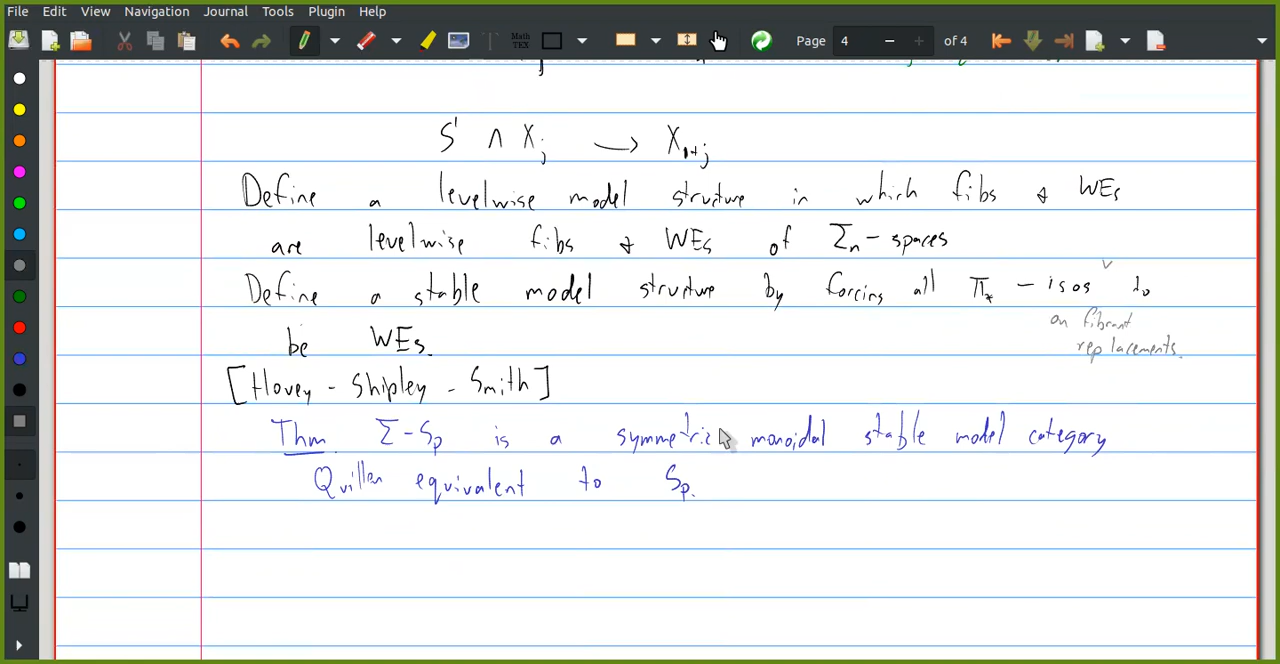 File Edit View Navigation Journal Tools Plugin Help
Math TEX Page 4 of 4
S¹ ∧ X_j → X_{1+j}
Define a levelwise model structure in which fibs & WEs
are levelwise fibs & WEs of Σ_n - spaces
Define a stable model structure by forcing all π_* - isos to
on fibrant
replacements.
be WEs.
[Hovey - Shipley - Smith]
Thm Σ-Sp is a symmetric monoidal stable model category
Quillen equivalent to Sp.